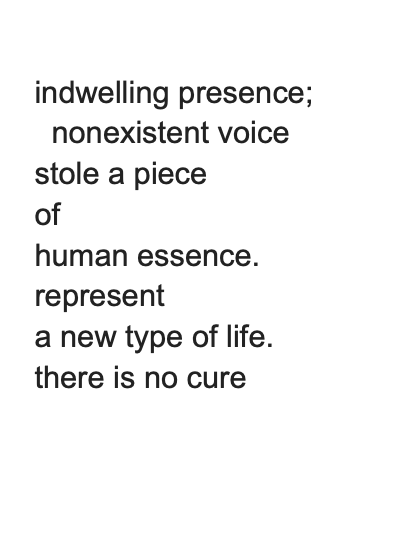 indwelling presence;
nonexistent voice
stole a piece
of
human essence.
represent
a new type of life.
there is no cure